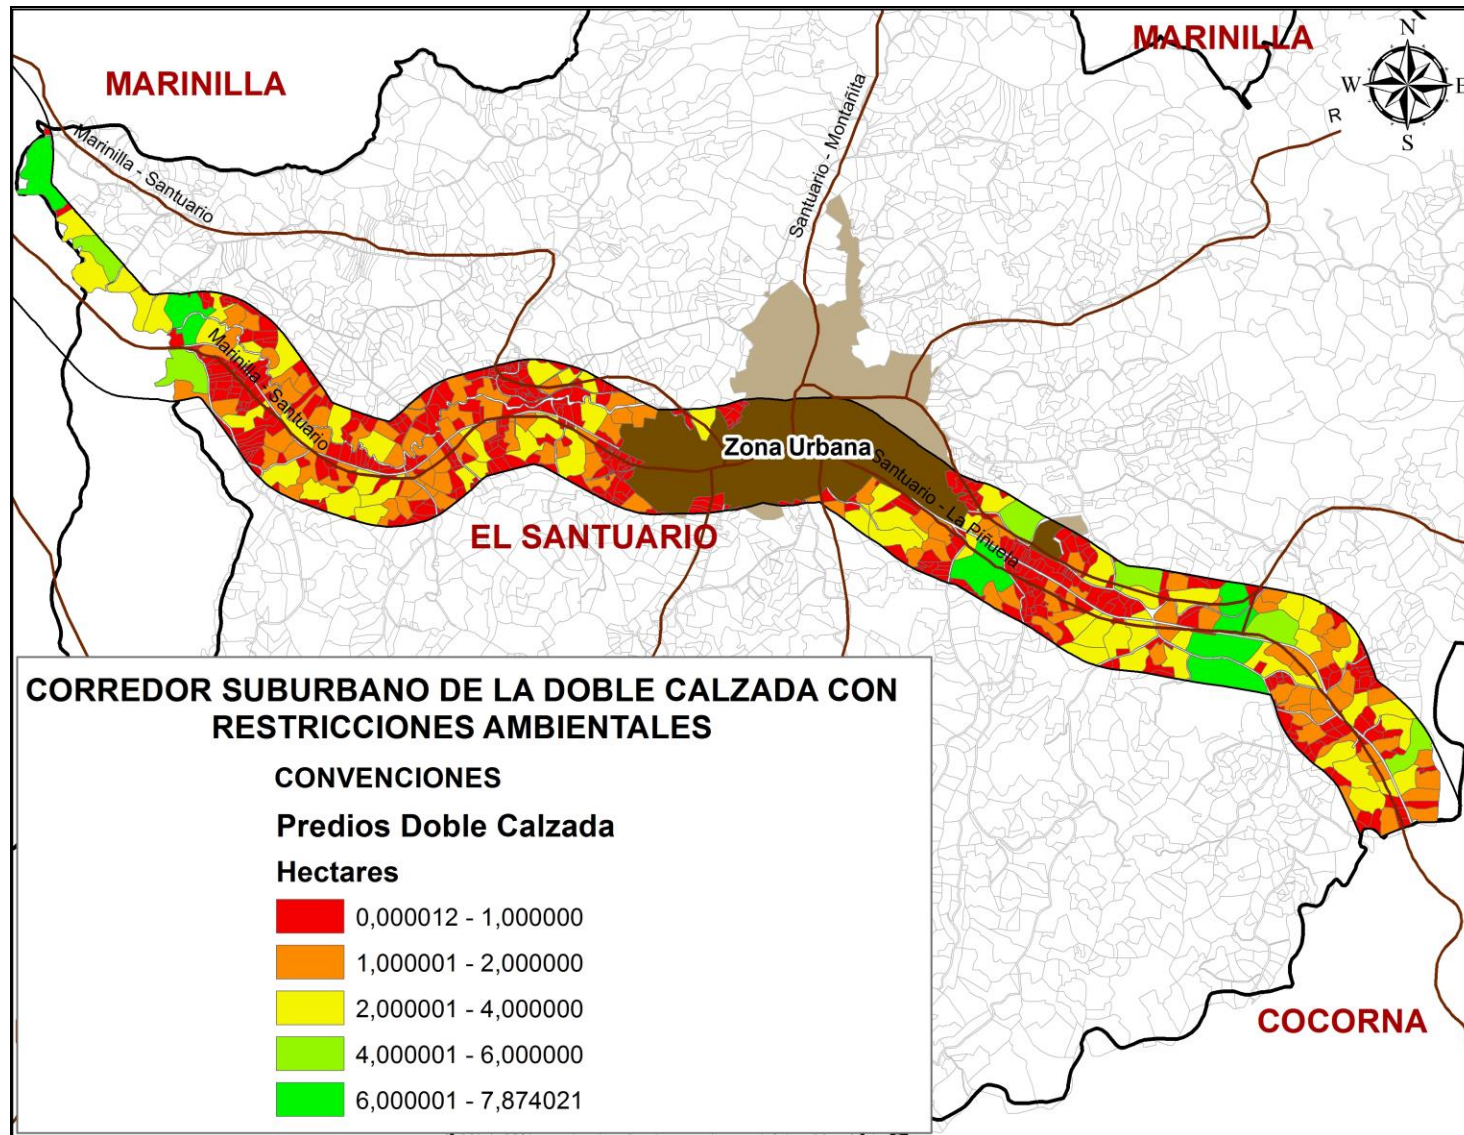 MARINILLA
MARINILLA
N
W
E
S
R
Marinilla - Santuario
Santuario - Montañita
Marinilla - Santuario
Zona Urbana
Santuario - La Piñuela
EL SANTUARIO
CORREDOR SUBURBANO DE LA DOBLE CALZADA CON
RESTRICCIONES AMBIENTALES
CONVENCIONES
Predios Doble Calzada
Hectares
0,000012 - 1,000000
1,000001 - 2,000000
2,000001 - 4,000000
4,000001 - 6,000000
6,000001 - 7,874021
COCORNA